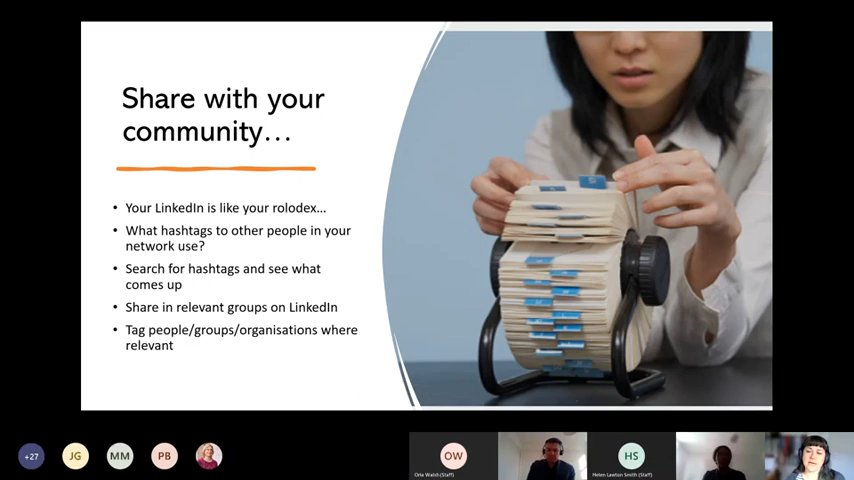 Share with your
community...
• Your LinkedIn is like your rolodex...
• What hashtags to other people in your
network use?
• Search for hashtags and see what
comes up
• Share in relevant groups on LinkedIn
• Tag people/groups/organisations where
relevant
+27
JG
MM
PB
OW
HS
Orla Walsh (Staff)
Helen Lawton Smith (Staff)